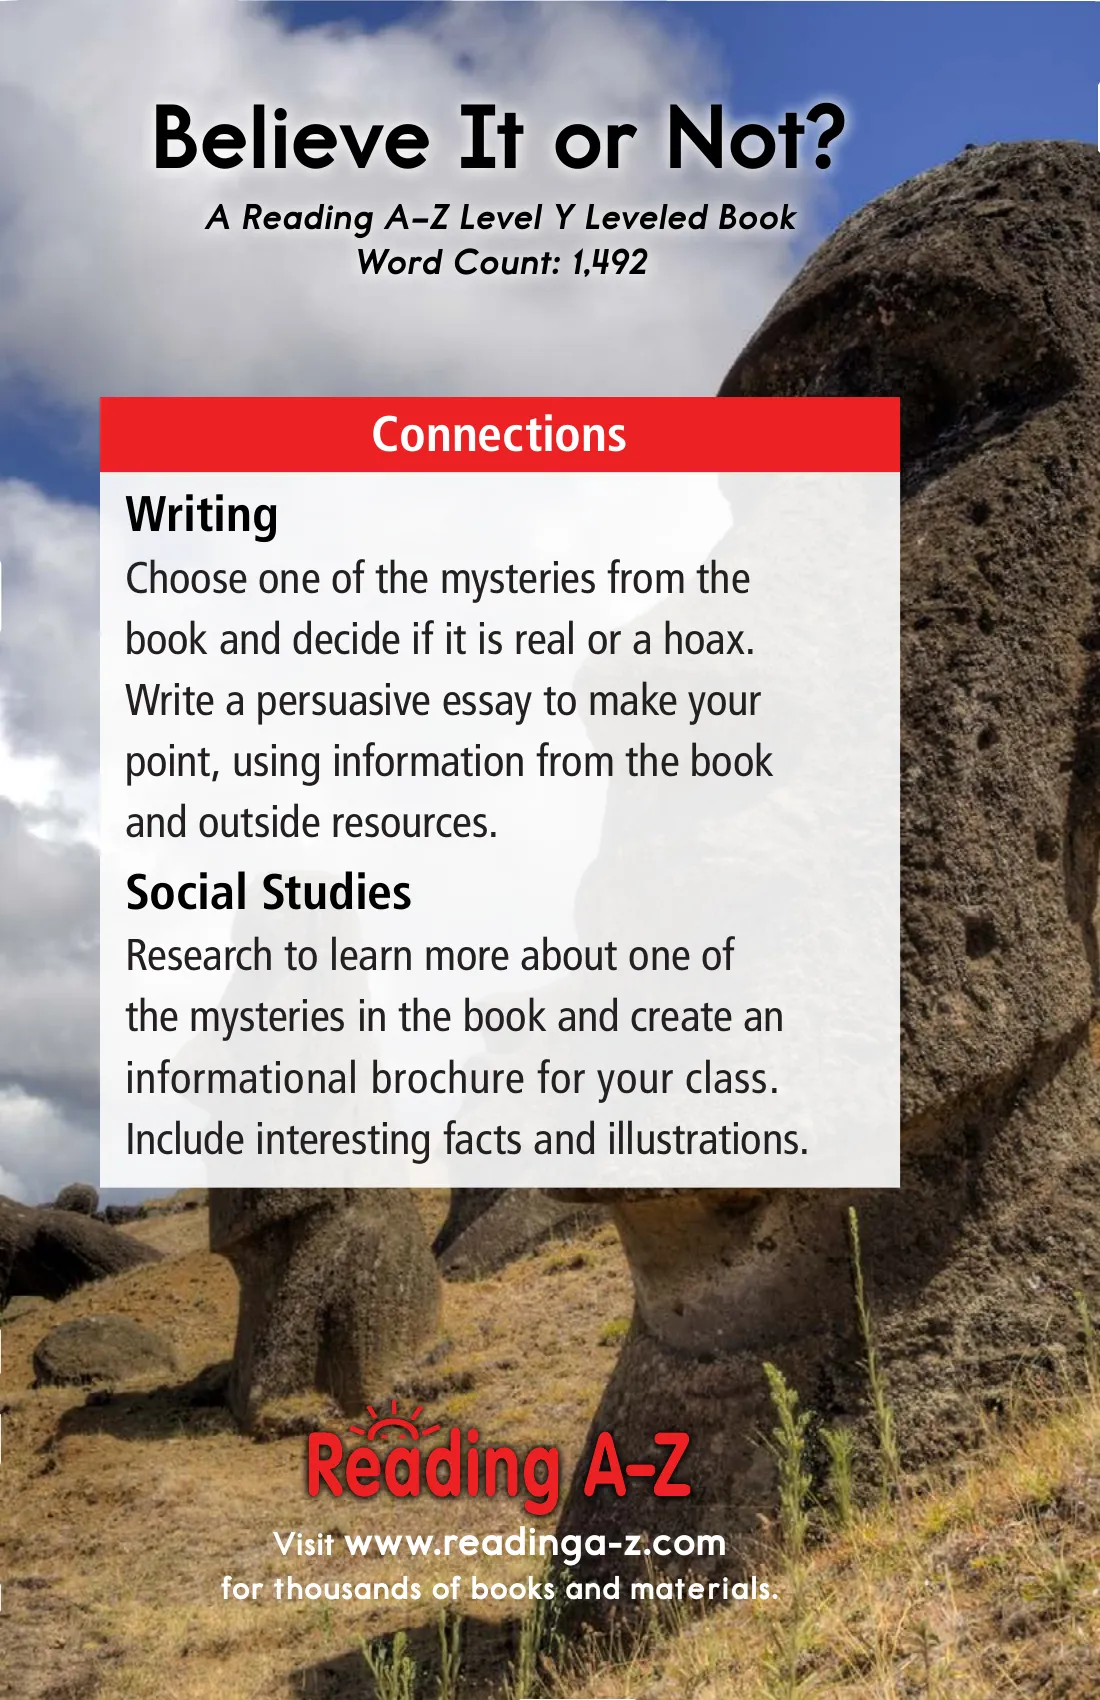 Believe It or Not?
A Reading A–Z Level Y Leveled Book
Word Count: 1,492
Connections
Writing
Choose one of the mysteries from the
book and decide if it is real or a hoax.
Write a persuasive essay to make your
point, using information from the book
and outside resources.
Social Studies
Research to learn more about one of
the mysteries in the book and create an
informational brochure for your class.
Include interesting facts and illustrations.
Reading A-Z
Visit www.readinga-z.com
for thousands of books and materials.